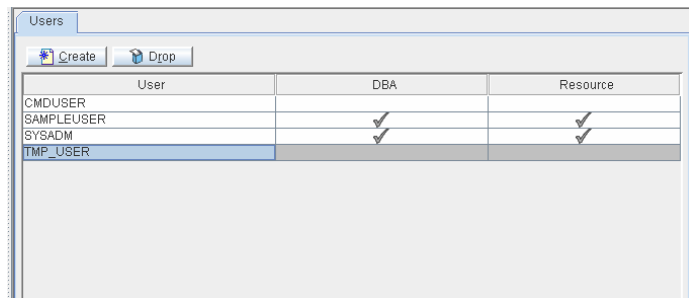 Users
Create Drop
User DBA Resource
CMDUSER
SAMPLEUSER
SYSADM
TMP_USER